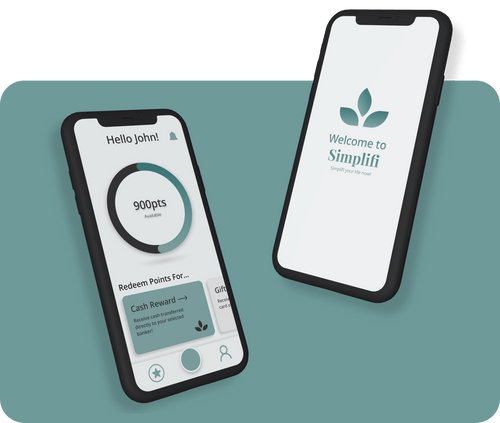 Hello John!
900pts
Available
Redeem Points For...
Cash Reward →
Receive cash transferred
directly to your selected
banker!
Gift
Receive
card o
Welcome to
Simplifi
Simplify your life now!